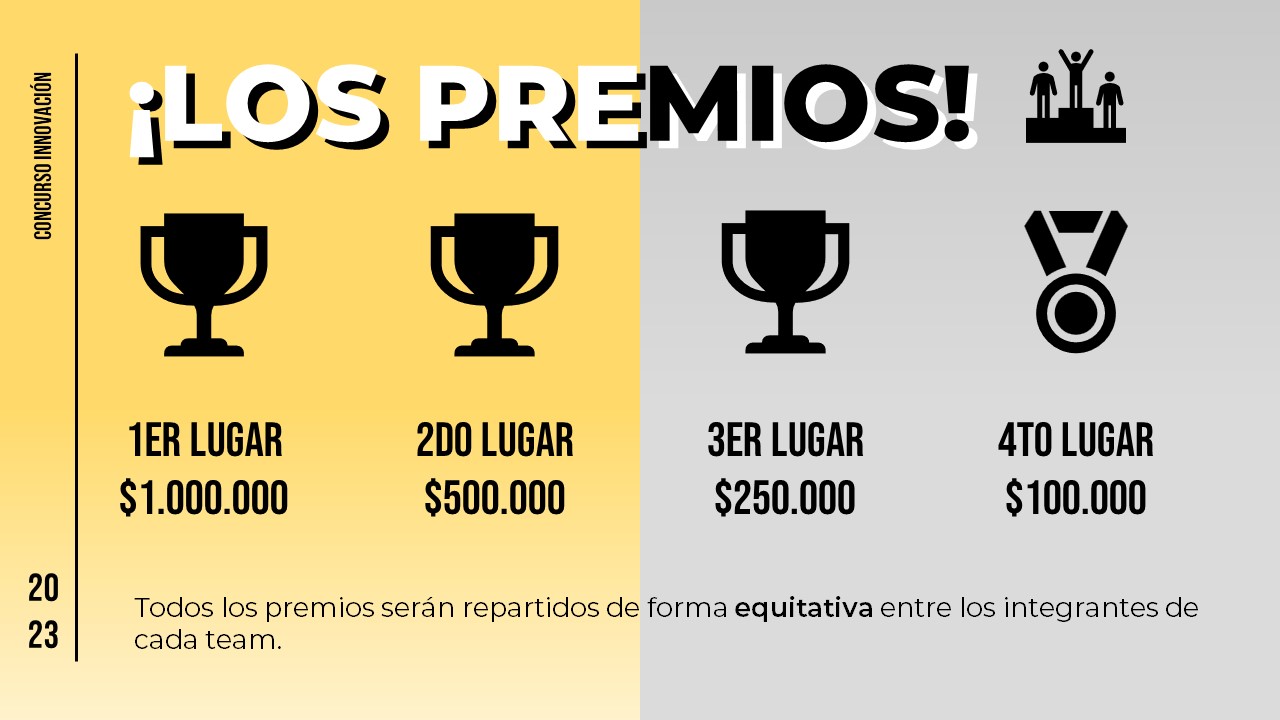 CONCURSO INNOVACIÓN
¡LOS PREMIOS!
1ER LUGAR
$1.000.000
2DO LUGAR
$500.000
3ER LUGAR
$250.000
4TO LUGAR
$100.000
20
23
Todos los premios serán repartidos de forma equitativa entre los integrantes de
cada team.